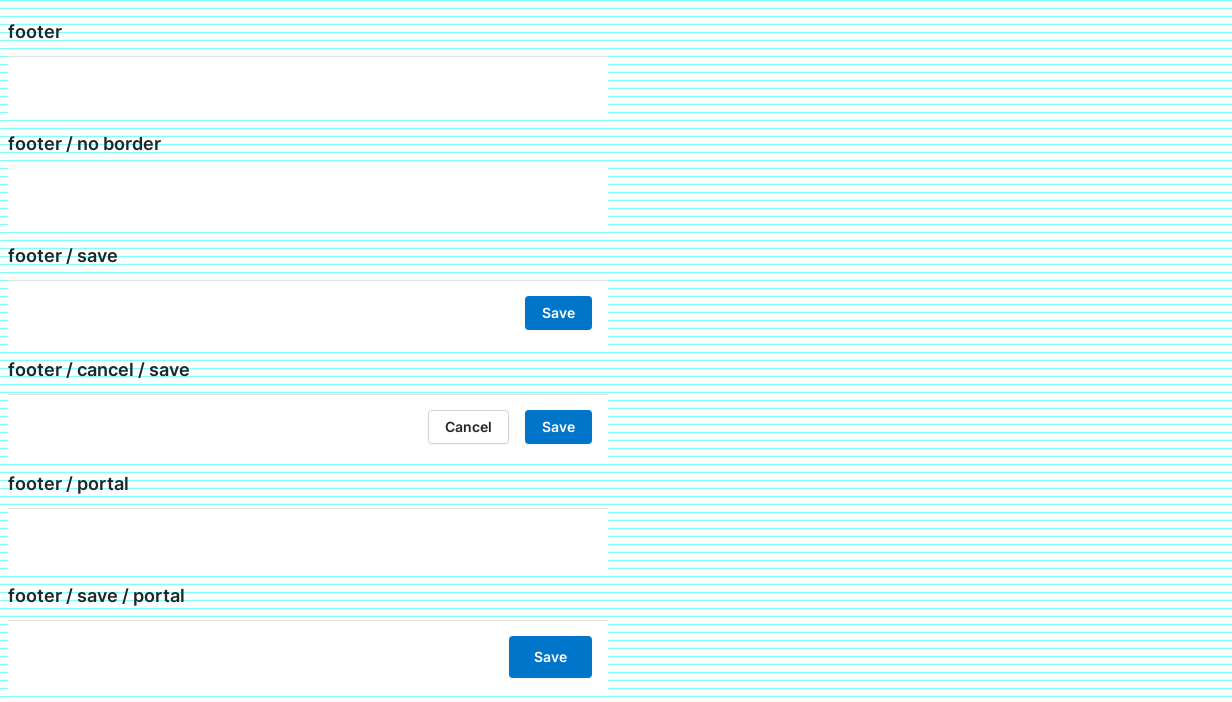 footer
footer / no border
footer / save
Save
footer / cancel / save
Cancel Save
footer / portal
footer / save / portal
Save